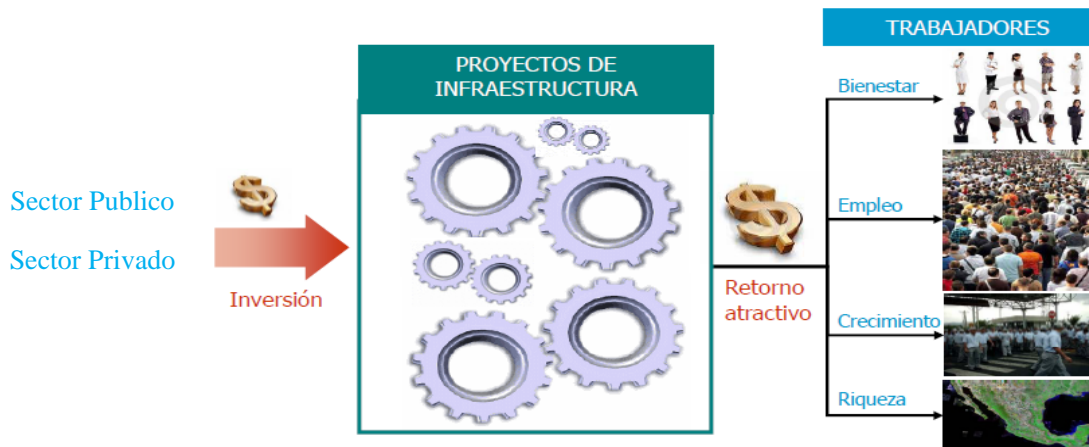 TRABAJADORES
PROYECTOS DE
INFRAESTRUCTURA
Bienestar
Sector Publico
Sector Privado
Inversión
Empleo
Retorno
atractivo
Crecimiento
Riqueza